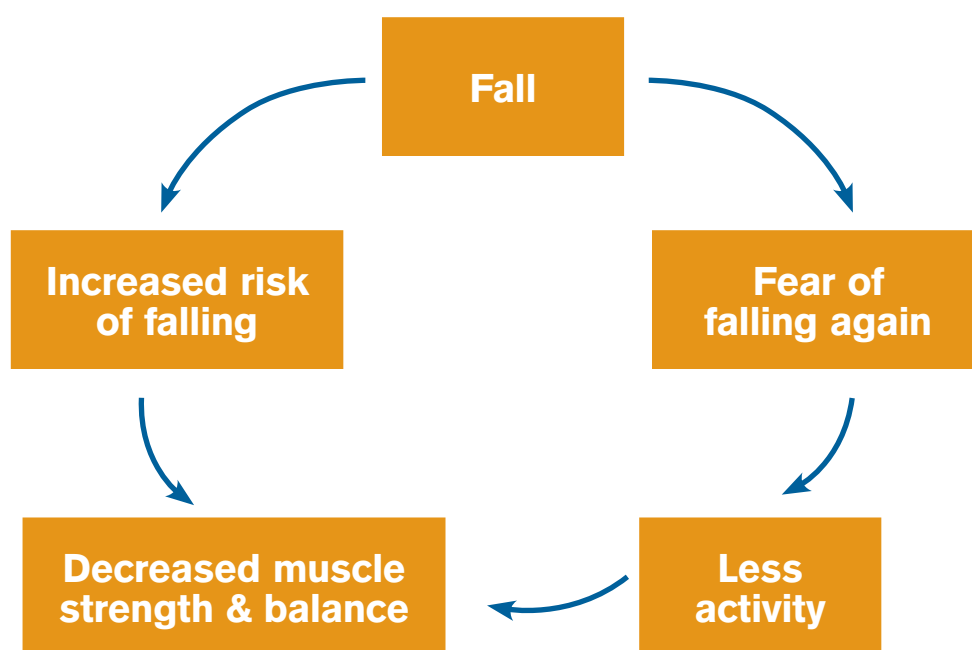 Fall
Increased risk
of falling
Fear of
falling again
Decreased muscle
strength & balance
Less
activity